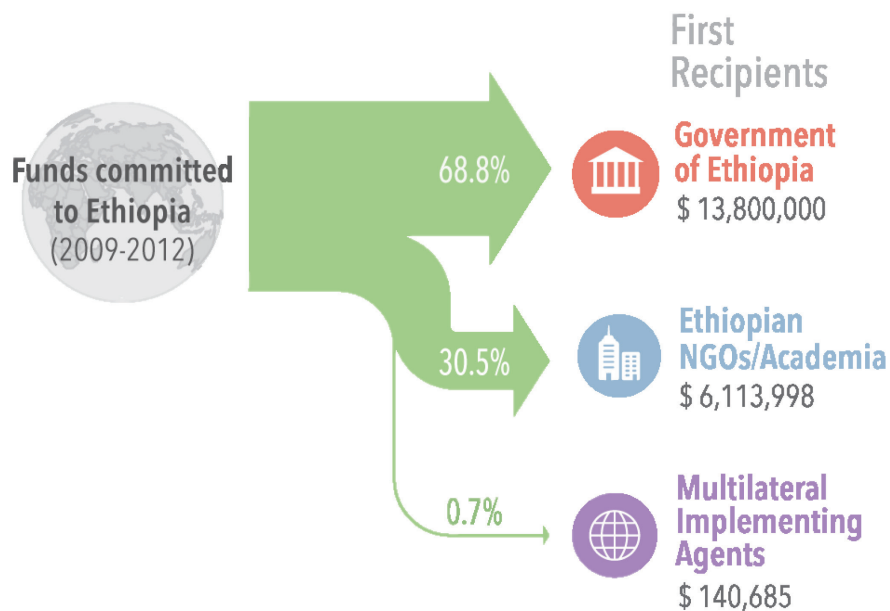 First
Recipients
Funds committed
to Ethiopia
(2009-2012)
68.8%
Government
of Ethiopia
$ 13,800,000
30.5%
Ethiopian
NGOs/Academia
$ 6,113,998
0.7%
Multilateral
Implementing
Agents
$ 140,685